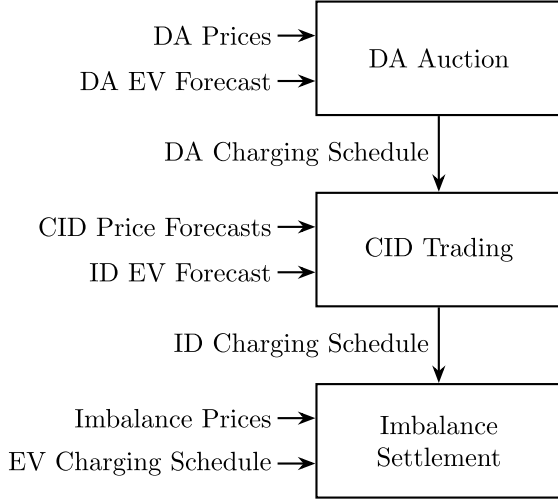 DA Prices
DA EV Forecast
DA Auction
DA Charging Schedule
CID Price Forecasts
ID EV Forecast
CID Trading
ID Charging Schedule
Imbalance Prices
EV Charging Schedule
Imbalance
Settlement